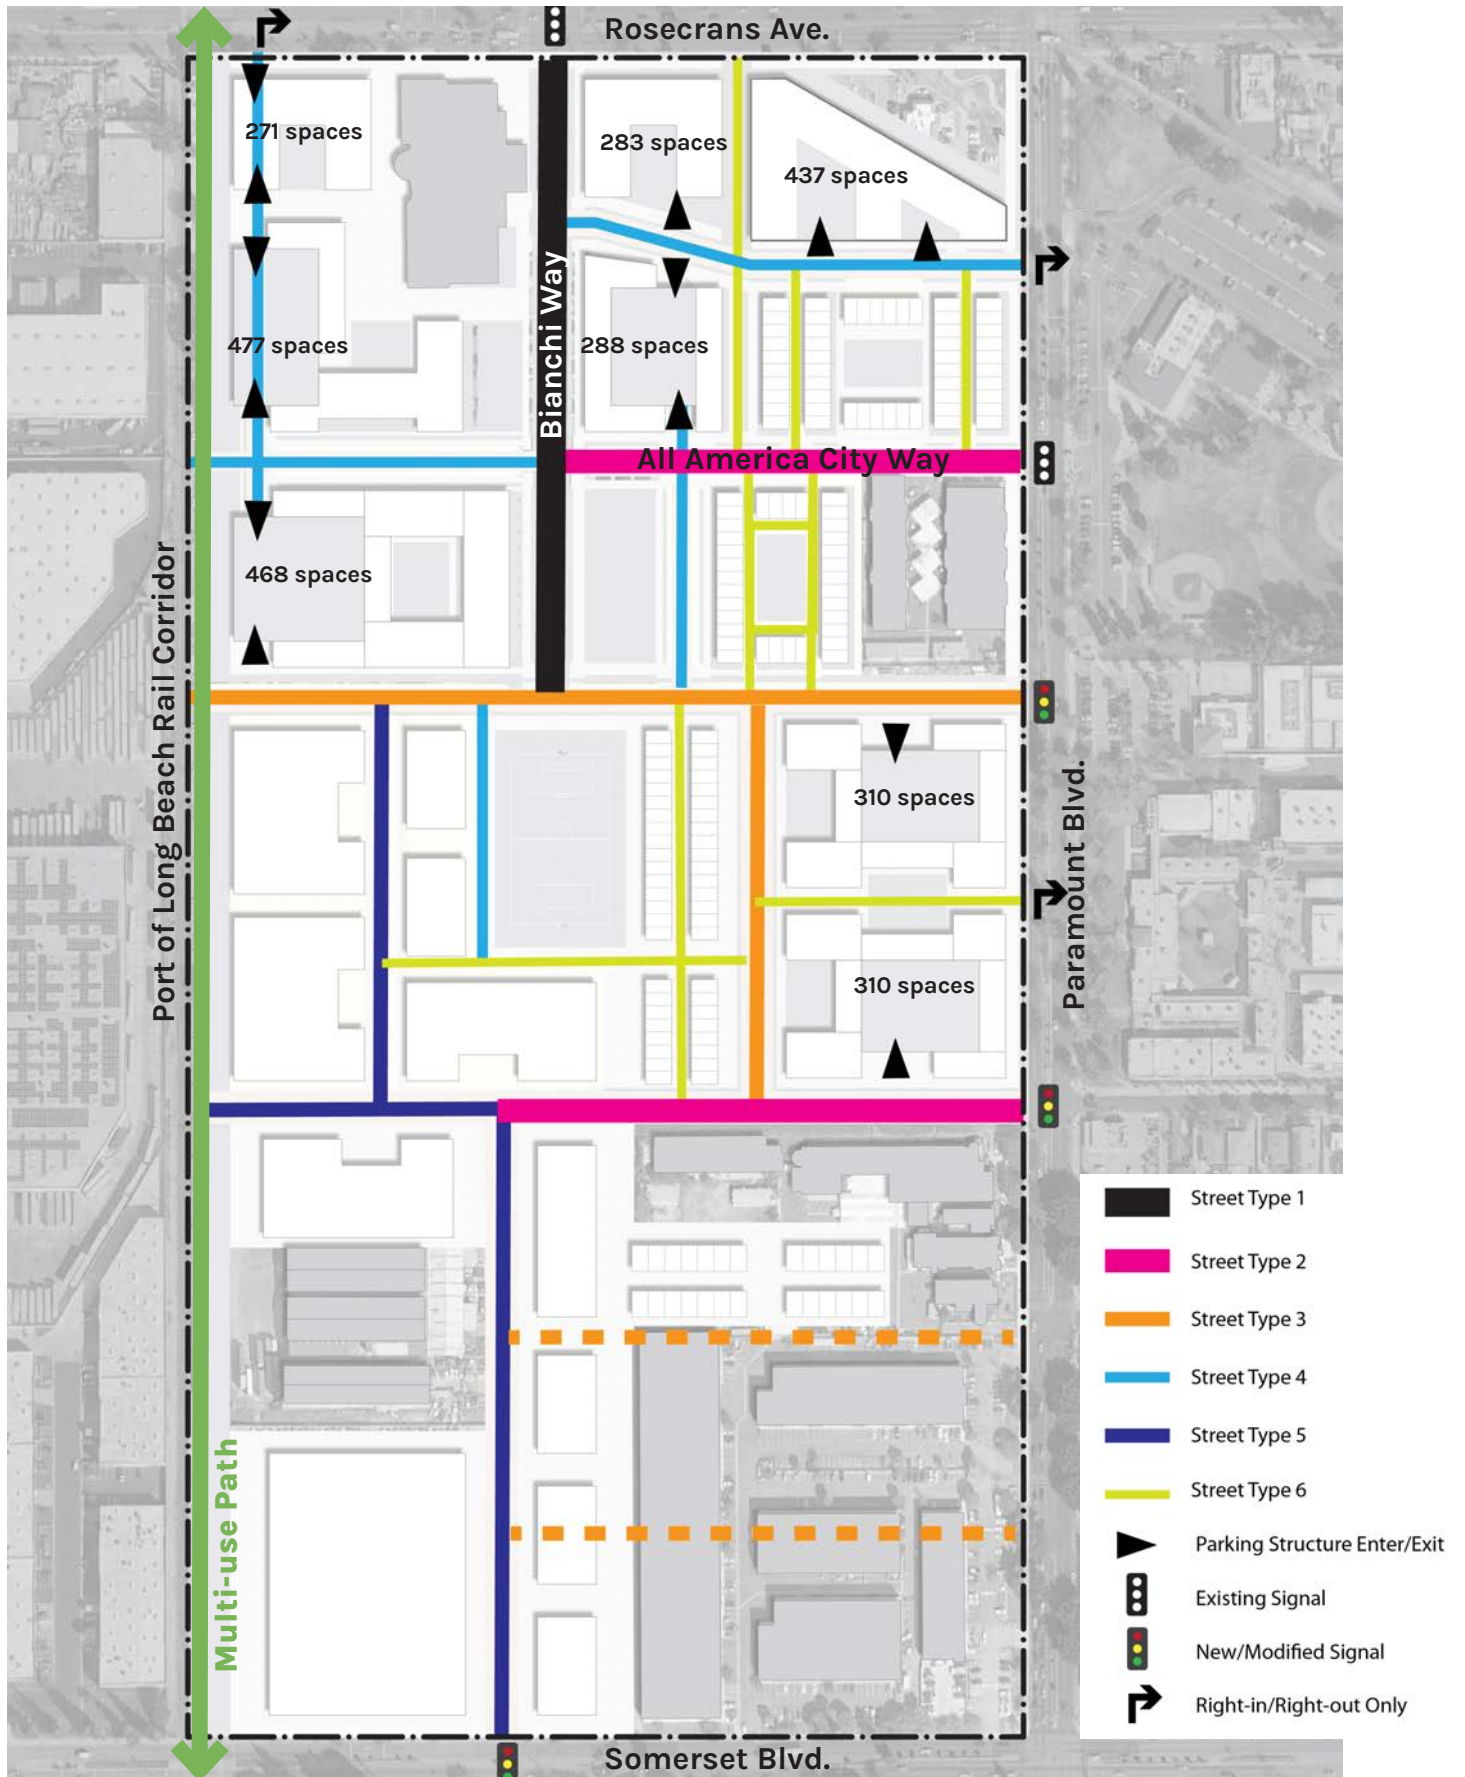 Rosecrans Ave.
271 spaces
283 spaces
437 spaces
Bianchi Way
477 spaces
288 spaces
All America City Way
468 spaces
Port of Long Beach Rail Corridor
310 spaces
Paramount Blvd.
310 spaces
Multi-use Path
Somerset Blvd.
Street Type 1
Street Type 2
Street Type 3
Street Type 4
Street Type 5
Street Type 6
Parking Structure Enter/Exit
Existing Signal
New/Modified Signal
Right-in/Right-out Only